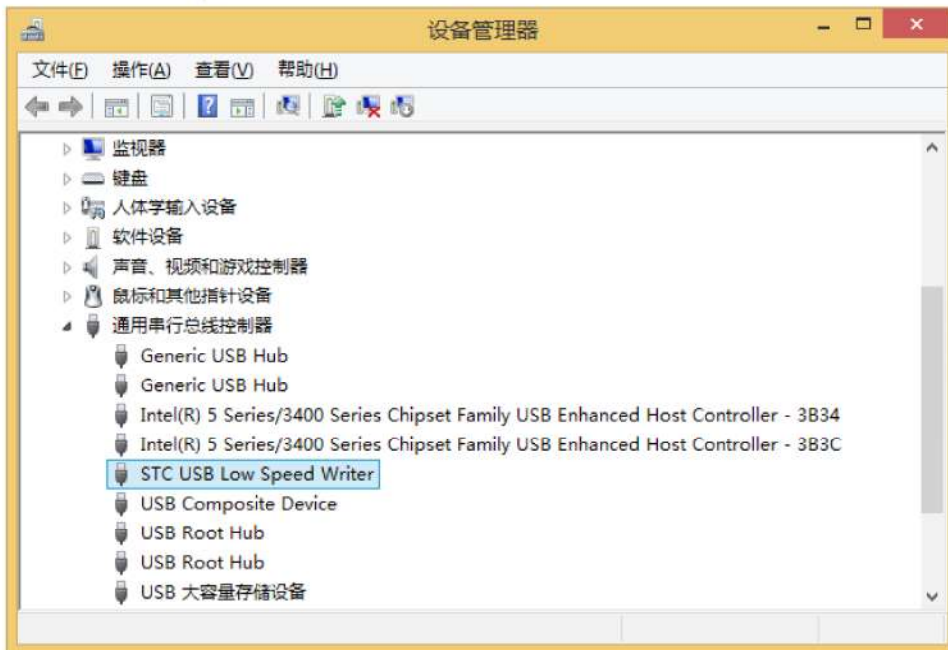 设备管理器
文件(F) 操作(A) 查看(V) 帮助(H)
监视器
键盘
人体学输入设备
软件设备
声音、视频和游戏控制器
鼠标和其他指针设备
通用串行总线控制器
Generic USB Hub
Generic USB Hub
Intel(R) 5 Series/3400 Series Chipset Family USB Enhanced Host Controller - 3B34
Intel(R) 5 Series/3400 Series Chipset Family USB Enhanced Host Controller - 3B3C
STC USB Low Speed Writer
USB Composite Device
USB Root Hub
USB Root Hub
USB 大容量存储设备